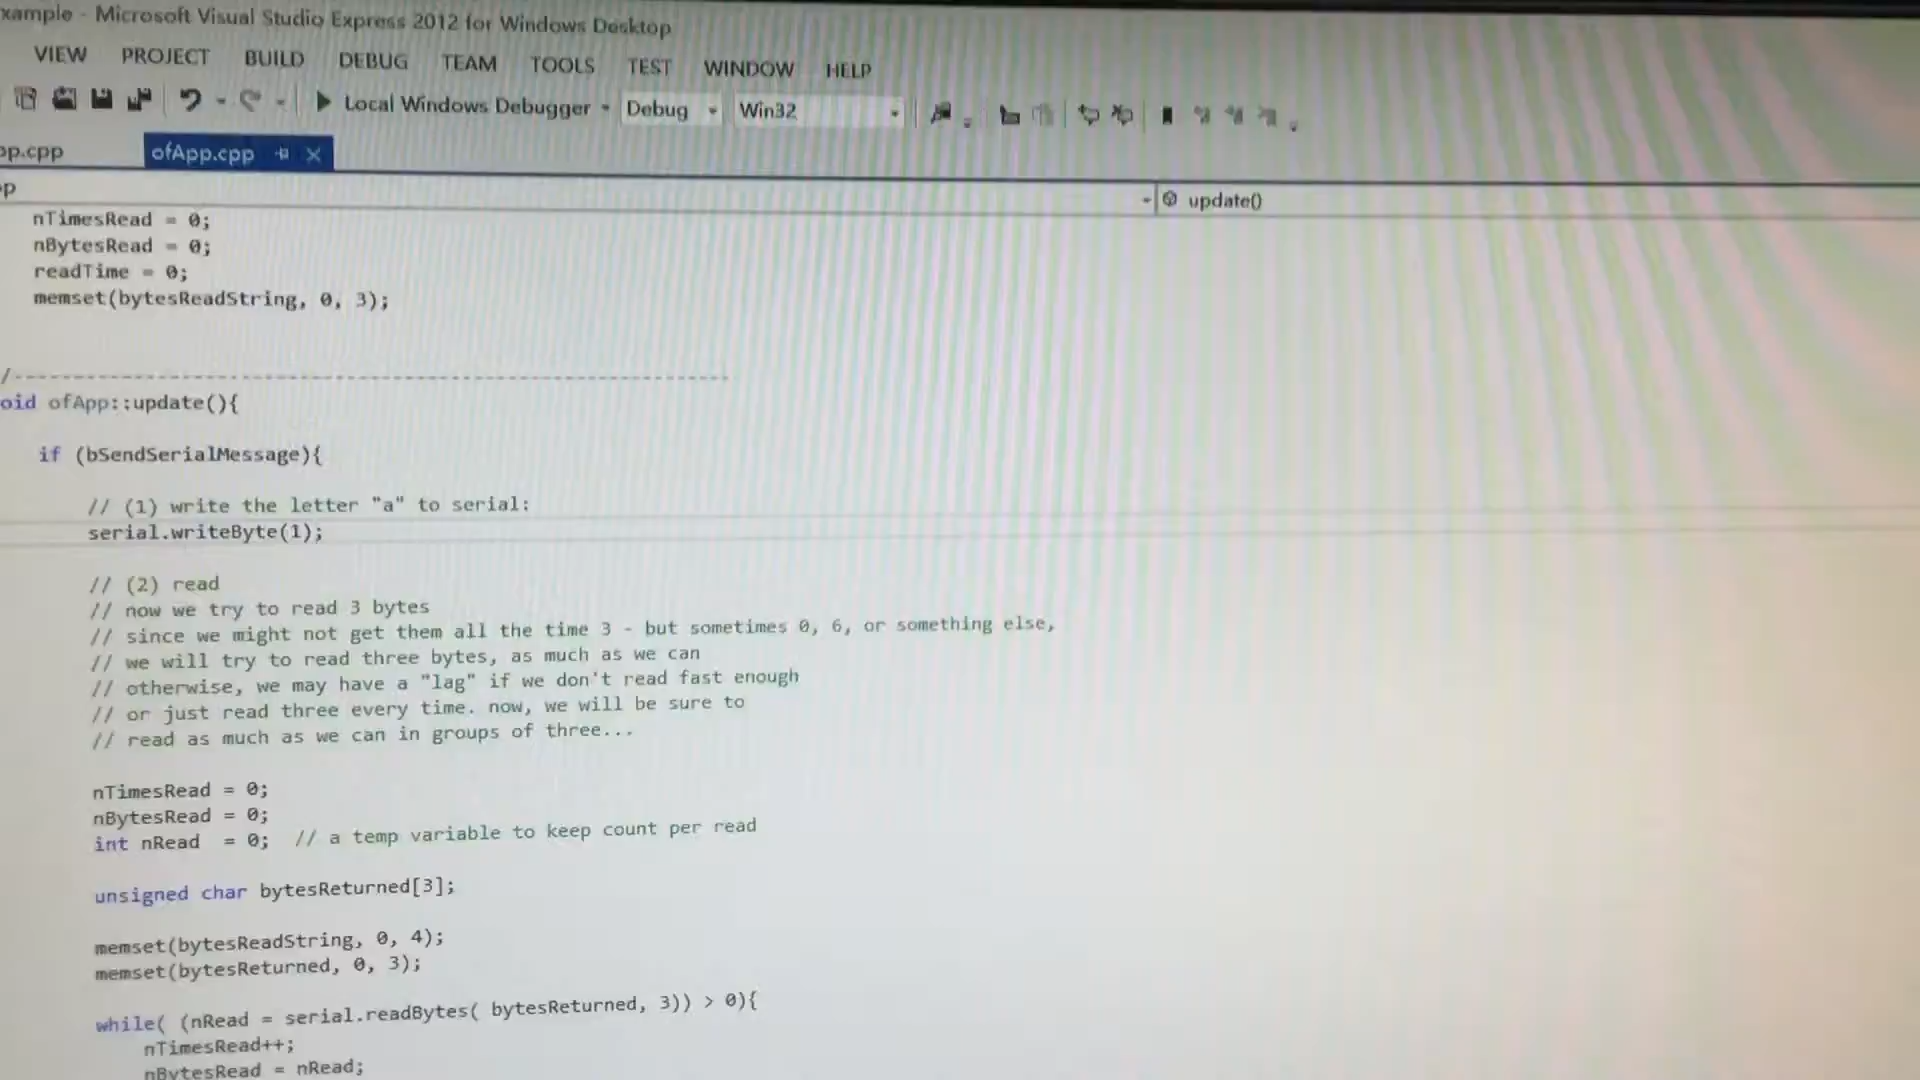 xample - Microsoft Visual Studio Express 2012 for Windows Desktop
VIEW PROJECT BUILD DEBUG TEAM TOOLS TEST WINDOW HELP
Local Windows Debugger Debug Win32
pp.cpp ofApp.cpp
p update()
nTimesRead = 0;
nBytesRead = 0;
readTime = 0;
memset(bytesReadString, 0, 3);
/--------------------------------------------------------------
oid ofApp::update(){
if (bSendSerialMessage){
// (1) write the letter "a" to serial:
serial.writeByte(1);
// (2) read
// now we try to read 3 bytes
// since we might not get them all the time 3 - but sometimes 0, 6, or something else,
// we will try to read three bytes, as much as we can
// otherwise, we may have a "lag" if we don't read fast enough
// or just read three every time. now, we will be sure to
// read as much as we can in groups of three...
nTimesRead = 0;
nBytesRead = 0;
int nRead = 0; // a temp variable to keep count per read
unsigned char bytesReturned[3];
memset(bytesReadString, 0, 4);
memset(bytesReturned, 0, 3);
while( (nRead = serial.readBytes( bytesReturned, 3)) > 0){
nTimesRead++;
nBytesRead = nRead;